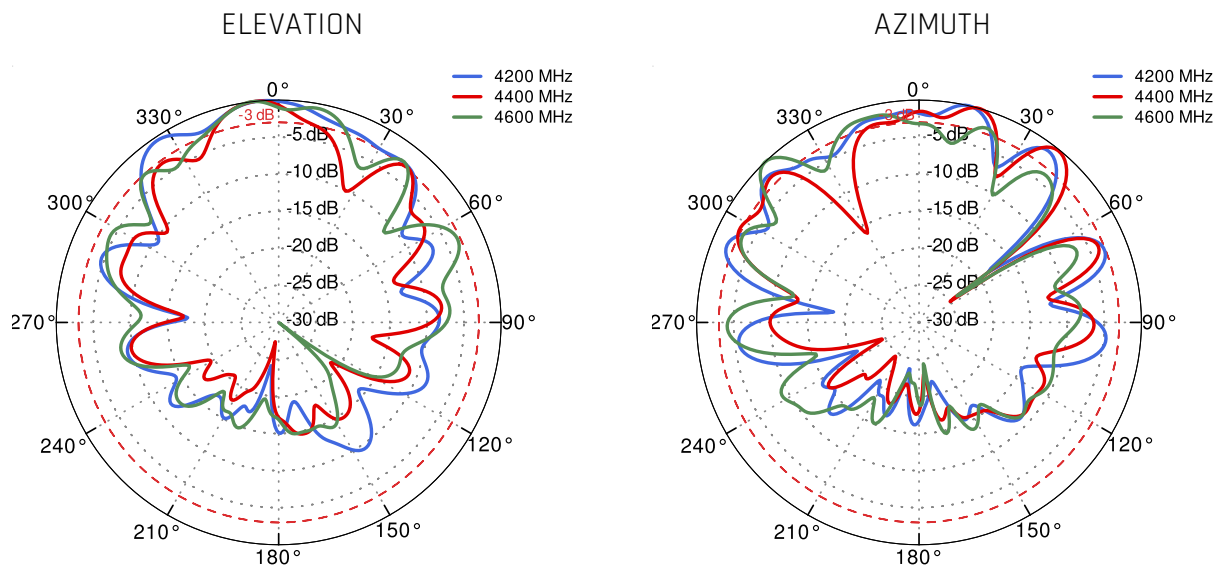 ELEVATION
4200 MHz
4400 MHz
4600 MHz
0°
30°
60°
90°
120°
150°
180°
210°
240°
270°
300°
330°
-3 dB
-5 dB
-10 dB
-15 dB
-20 dB
-25 dB
-30 dB
AZIMUTH
4200 MHz
4400 MHz
4600 MHz
0°
30°
60°
90°
120°
150°
180°
210°
240°
270°
300°
330°
-3 dB
-5 dB
-10 dB
-15 dB
-20 dB
-25 dB
-30 dB